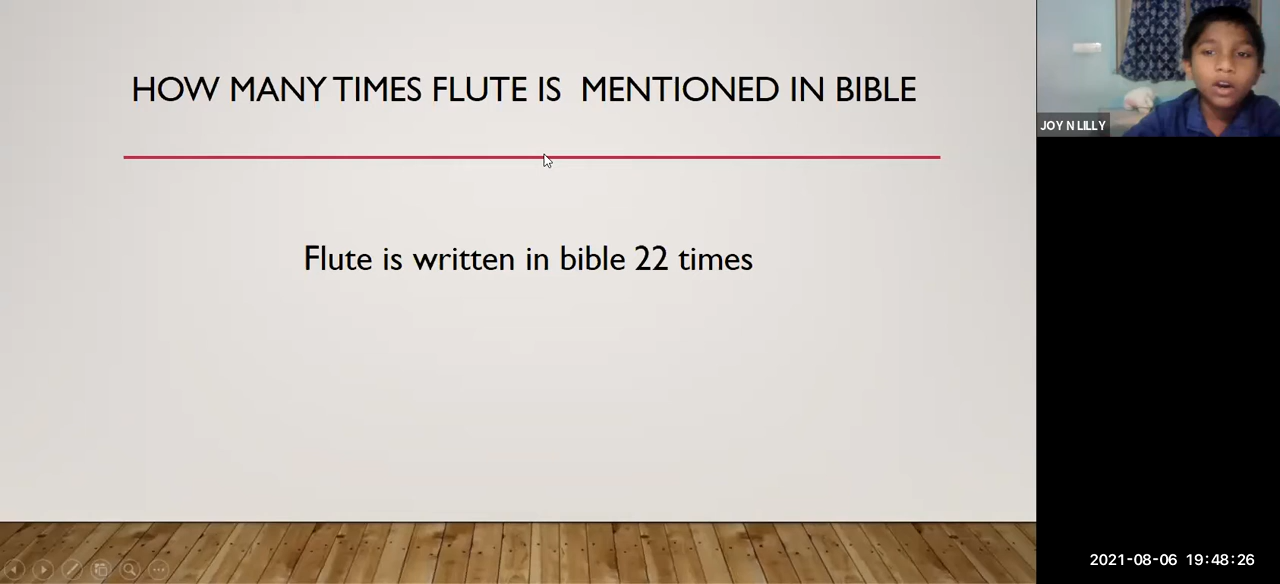 HOW MANY TIMES FLUTE IS  MENTIONED IN BIBLE
Flute is written in bible 22 times
JOY N LILLY
2021-08-06 19:48:26